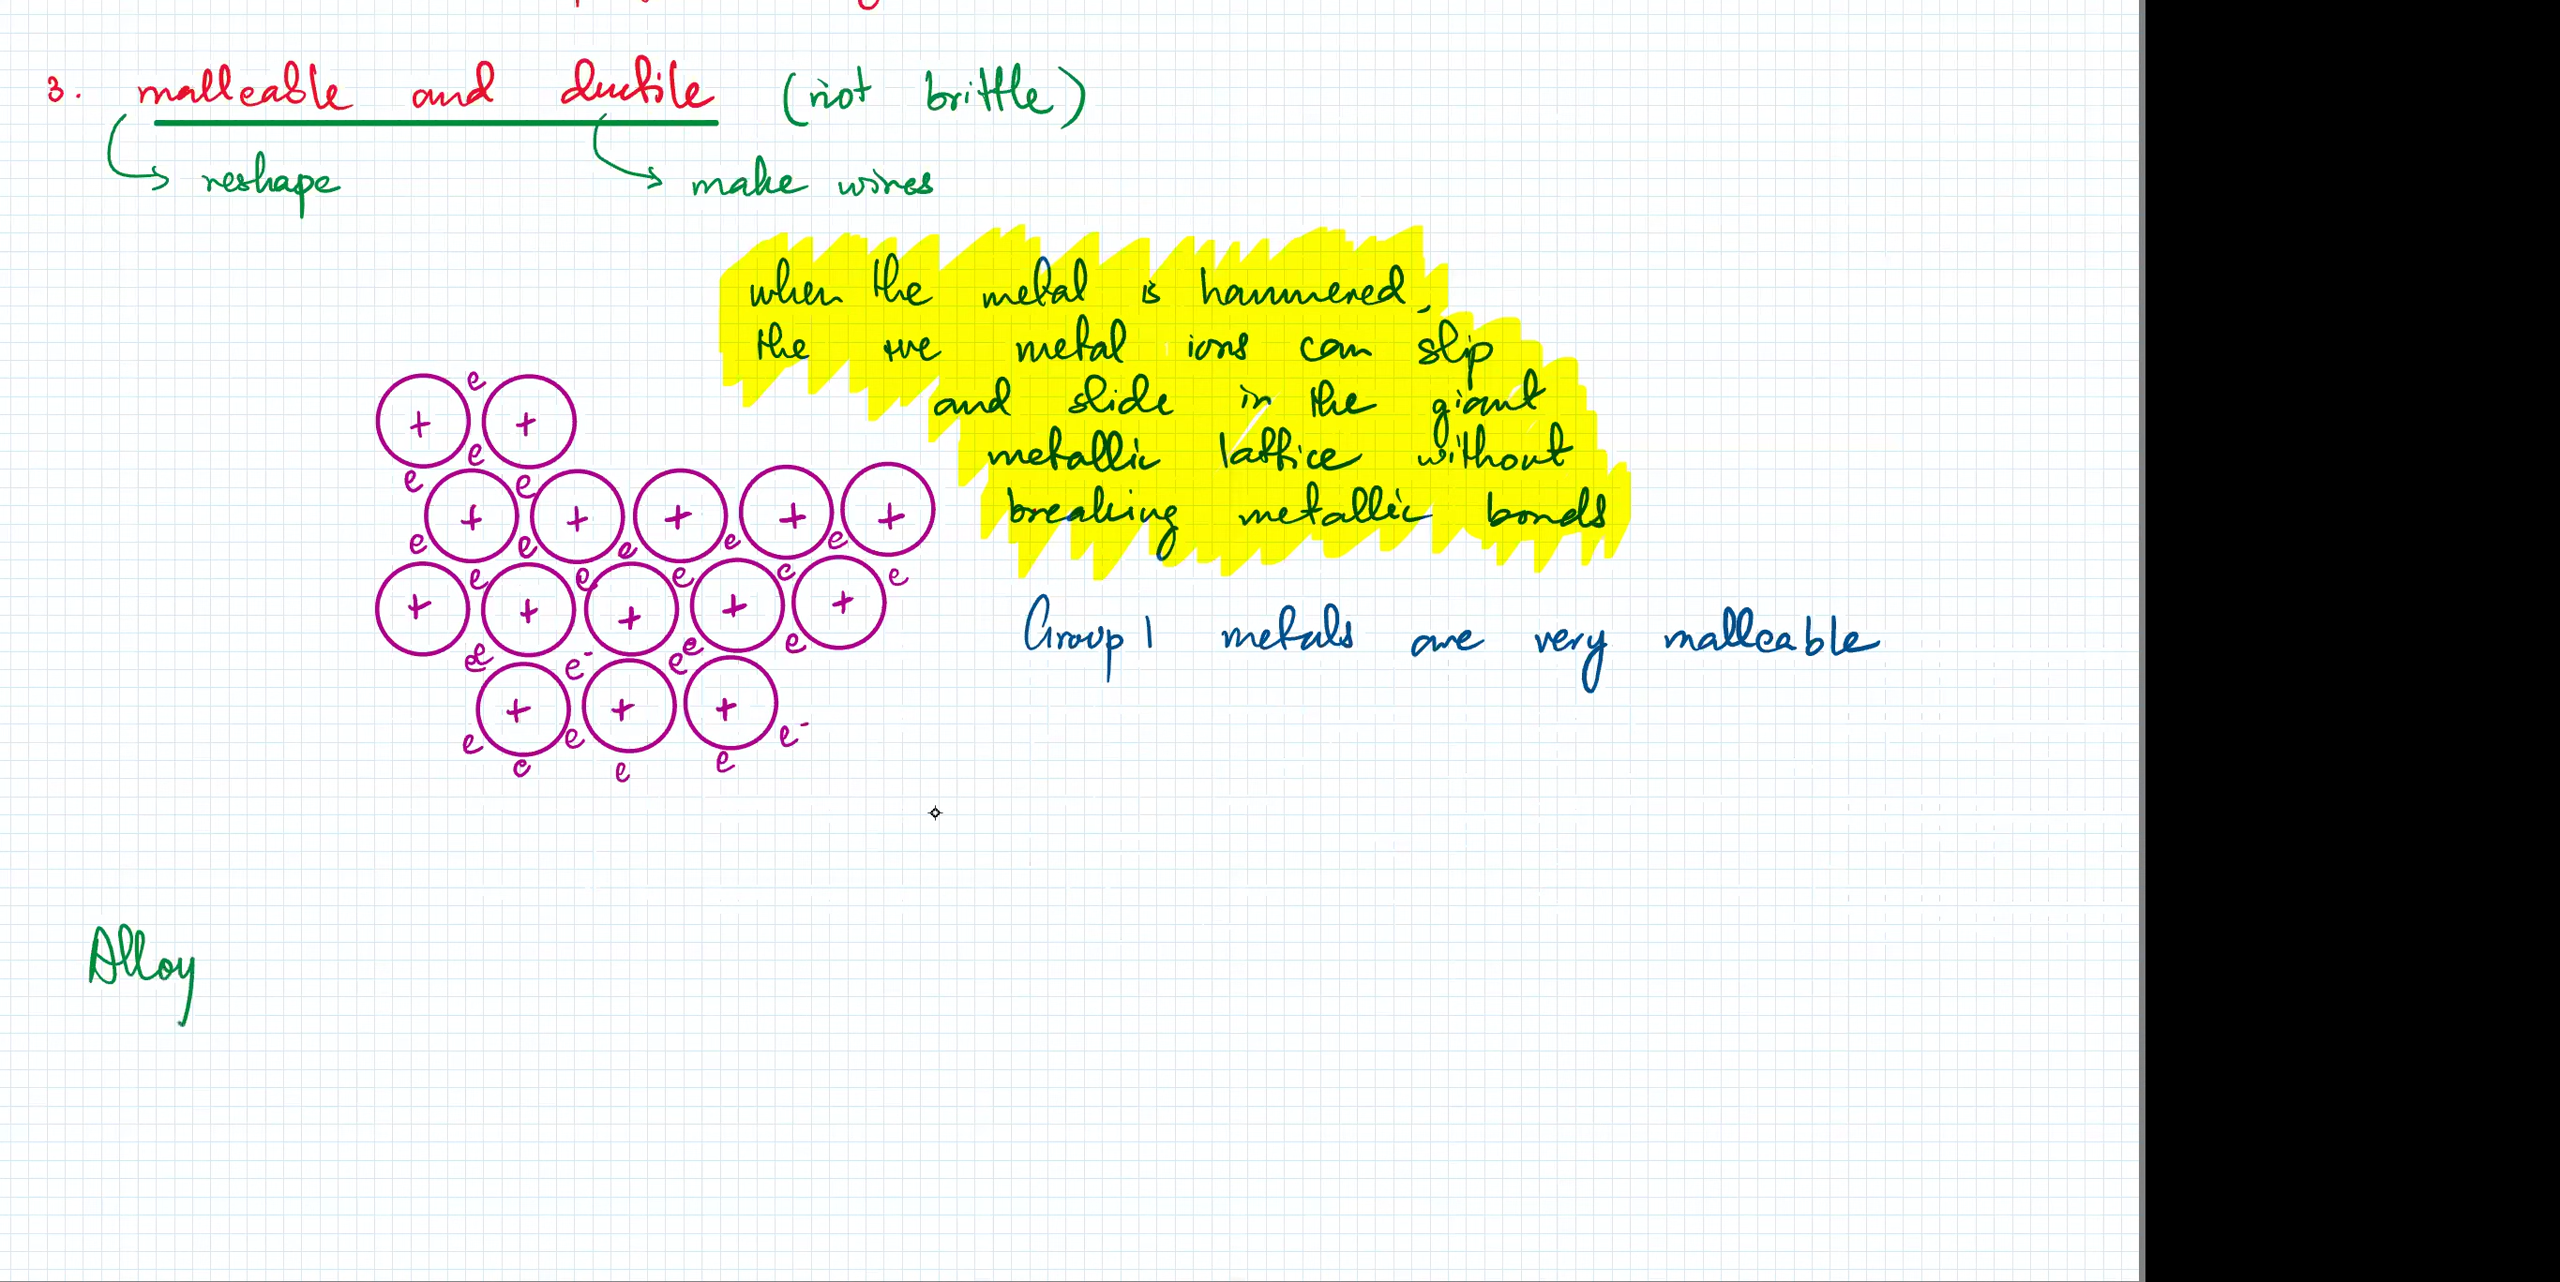 3. malleable and ductile (not brittle)
reshape
make wires
when the metal is hammered,
the +ve metal ions can slip
and slide in the giant
metallic lattice without
breaking metallic bonds
e
+ +
e
e e
+ + + + +
e e e e e
e e e e e
+ + + + +
e e- e e e
+ + +
e e e-
e e e
Group 1 metals are very malleable
Alloy